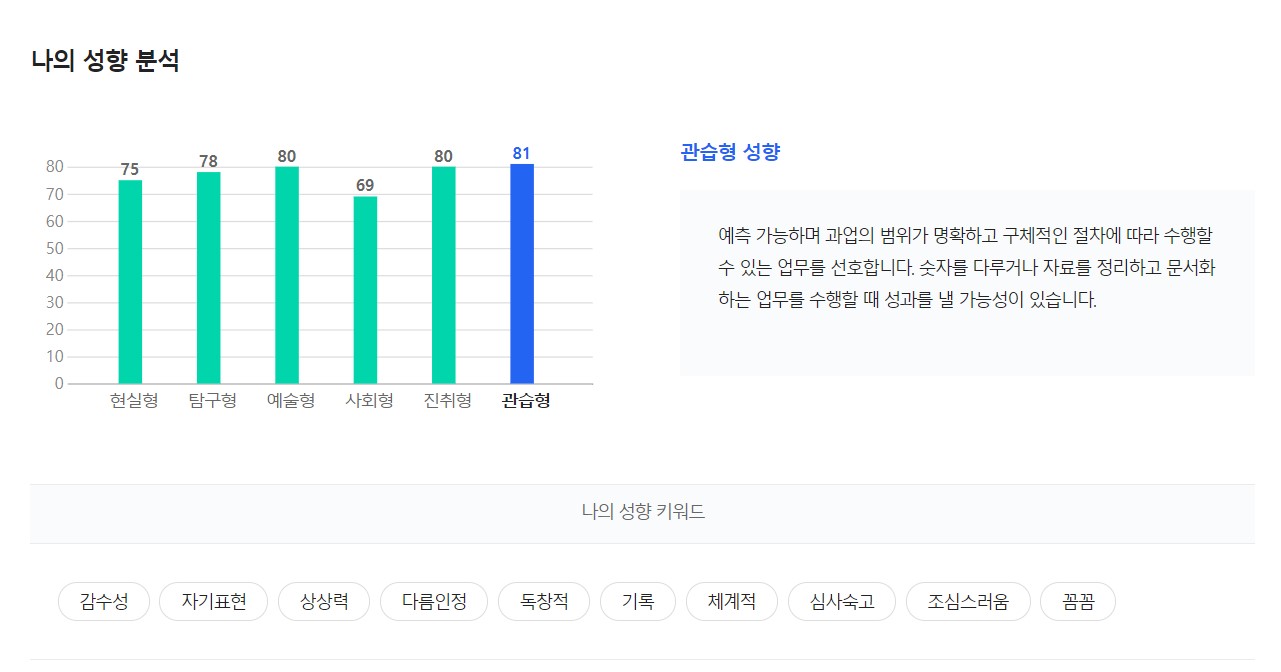 나의 성향 분석
관습형 성향
예측 가능하며 과업의 범위가 명확하고 구체적인 절차에 따라 수행할
수 있는 업무를 선호합니다. 숫자를 다루거나 자료를 정리하고 문서화
하는 업무를 수행할 때 성과를 낼 가능성이 있습니다.
75 78 80 69 80 81
80
70
60
50
40
30
20
10
0
현실형 탐구형 예술형 사회형 진취형 관습형
나의 성향 키워드
감수성 자기표현 상상력 다름인정 독창적 기록 체계적 심사숙고 조심스러움 꼼꼼